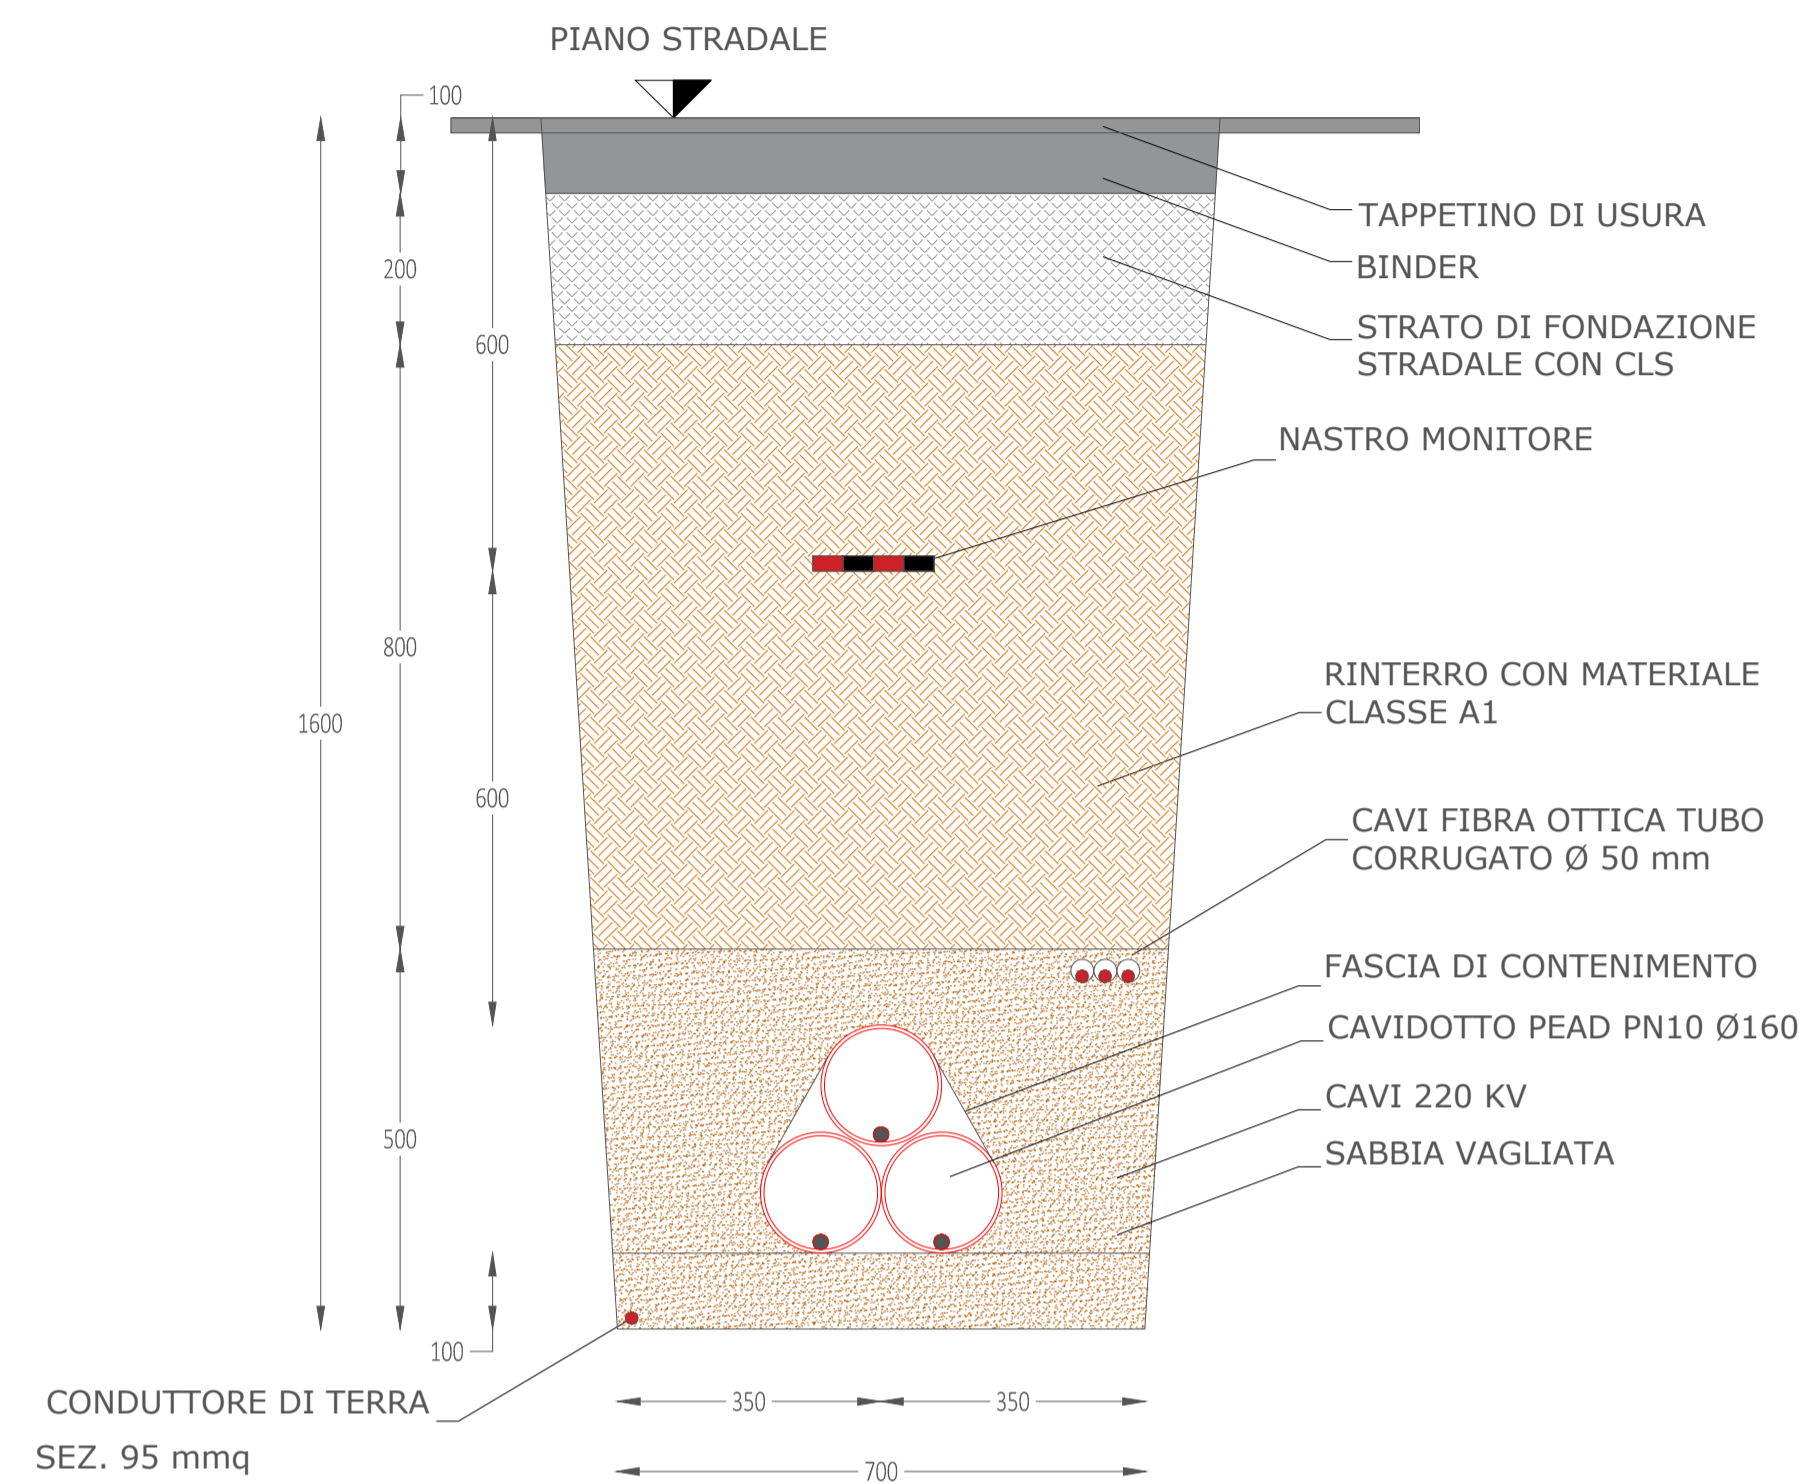 PIANO STRADALE
100
TAPPETINO DI USURA
BINDER
200
STRATO DI FONDAZIONE
STRADALE CON CLS
600
NASTRO MONITORE
800
RINTERRO CON MATERIALE
CLASSE A1
1600
600
CAVI FIBRA OTTICA TUBO
CORRUGATO Ø 50 mm
FASCIA DI CONTENIMENTO
CAVIDOTTO PEAD PN10 Ø160
CAVI 220 KV
500
SABBIA VAGLIATA
100
CONDUTTORE DI TERRA
SEZ. 95 mmq
350
350
700